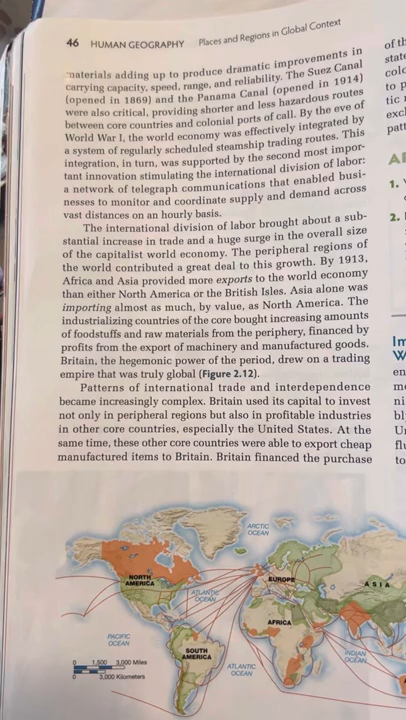 46 HUMAN GEOGRAPHY Places and Regions in Global Context
materials adding up to produce dramatic improvements in
carrying capacity, speed, range, and reliability. The Suez Canal
(opened in 1869) and the Panama Canal (opened in 1914)
were also critical, providing shorter and less hazardous routes
between core countries and colonial ports of call. By the eve of
World War I, the world economy was effectively integrated by
a system of regularly scheduled steamship trading routes. This
integration, in turn, was supported by the second most impor-
tant innovation stimulating the international division of labor:
a network of telegraph communications that enabled busi-
nesses to monitor and coordinate supply and demand across
vast distances on an hourly basis.
The international division of labor brought about a sub-
stantial increase in trade and a huge surge in the overall size
of the capitalist world economy. The peripheral regions of
the world contributed a great deal to this growth. By 1913,
Africa and Asia provided more exports to the world economy
than either North America or the British Isles. Asia alone was
importing almost as much, by value, as North America. The
industrializing countries of the core bought increasing amounts
of foodstuffs and raw materials from the periphery, financed by
profits from the export of machinery and manufactured goods.
Britain, the hegemonic power of the period, drew on a trading
empire that was truly global (Figure 2.12).
Patterns of international trade and interdependence
became increasingly complex. Britain used its capital to invest
not only in peripheral regions but also in profitable industries
in other core countries, especially the United States. At the
same time, these other core countries were able to export cheap
manufactured items to Britain. Britain financed the purchase
of th
state
to p
1.
2.
en
to
ARCTIC
OCEAN
NORTH
AMERICA
EUROPE
ASIA
ATLANTIC
OCEAN
AFRICA
PACIFIC
OCEAN
SOUTH
AMERICA
INDIAN
OCEAN
ATLANTIC
OCEAN
0 1,500 3,000 Miles
0 3,000 Kilometers